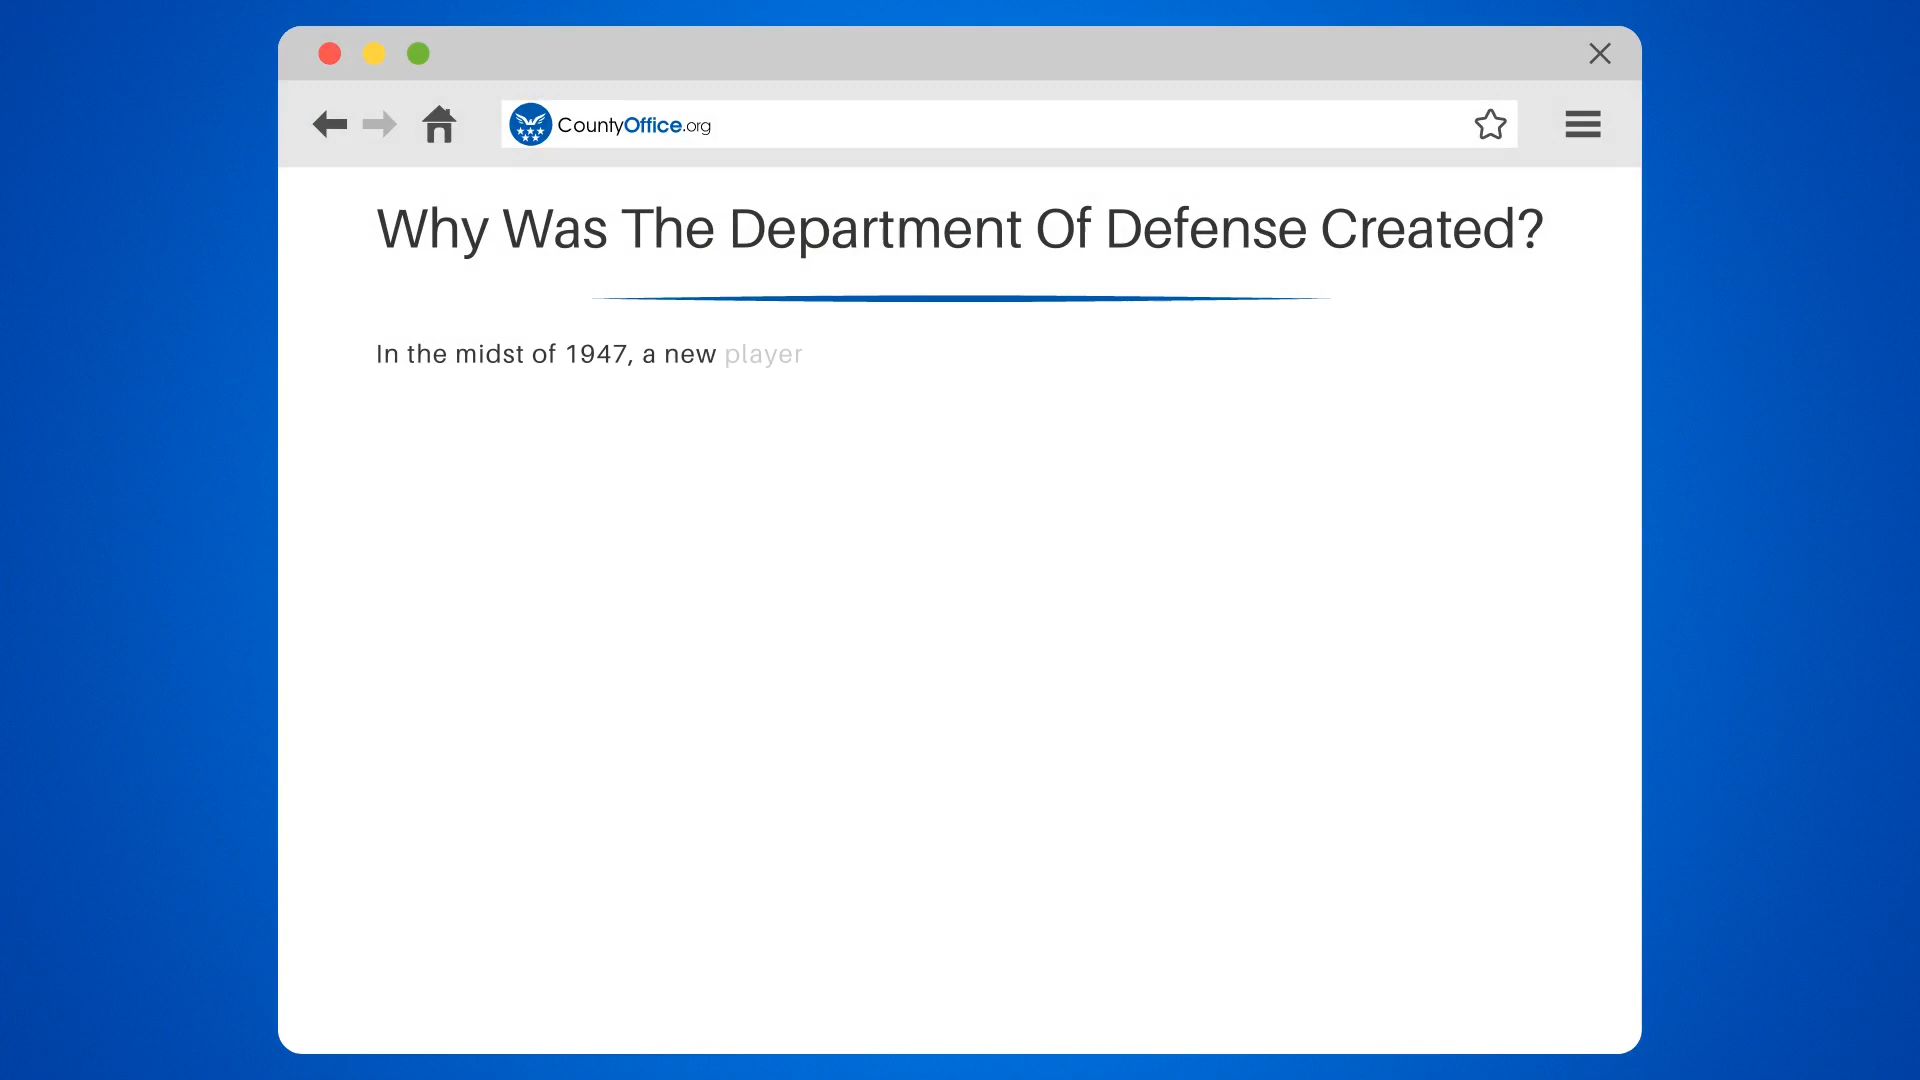 CountyOffice.org
Why Was The Department Of Defense Created?
In the midst of 1947, a new player